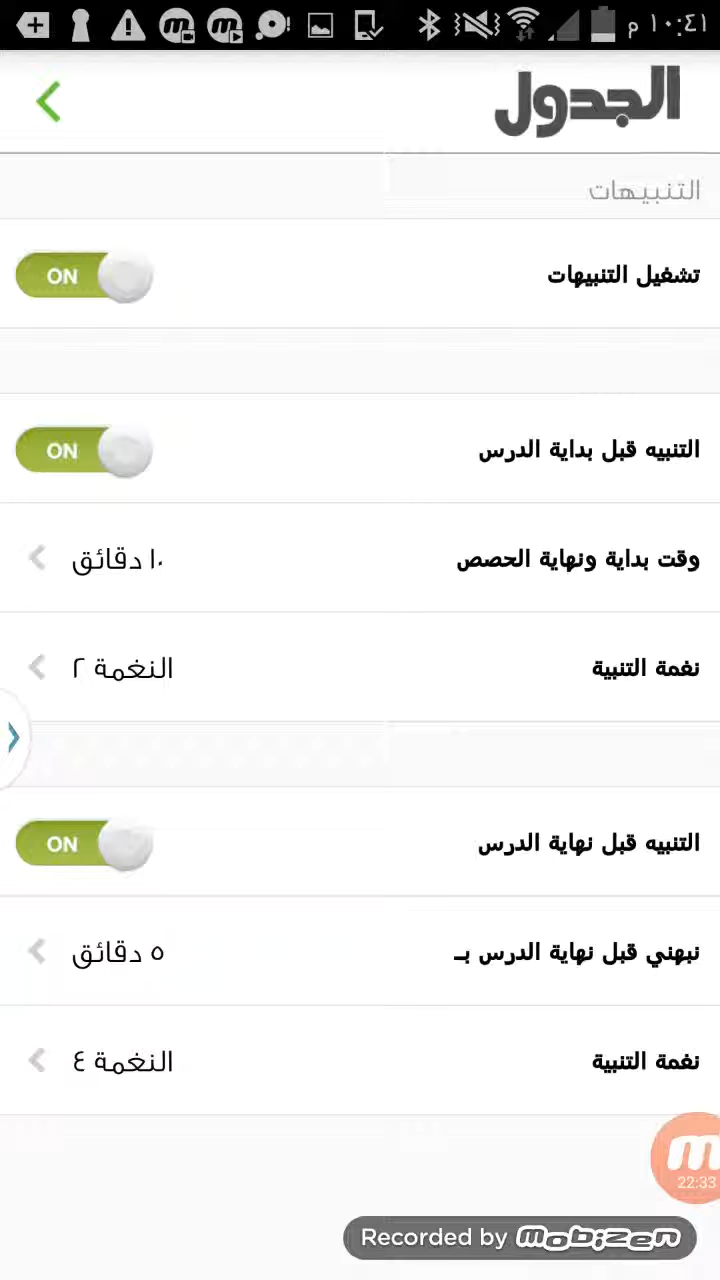 ١٠:٤١ م
الجدول
التنبيهات
تشغيل التنبيهات ON
التنبيه قبل بداية الدرس ON
وقت بداية ونهاية الحصص ١٠ دقائق
نغمة التنبية النغمة ٢
التنبيه قبل نهاية الدرس ON
نبهني قبل نهاية الدرس بـ ٥ دقائق
نغمة التنبية النغمة ٤
22:33
Recorded by mobizen